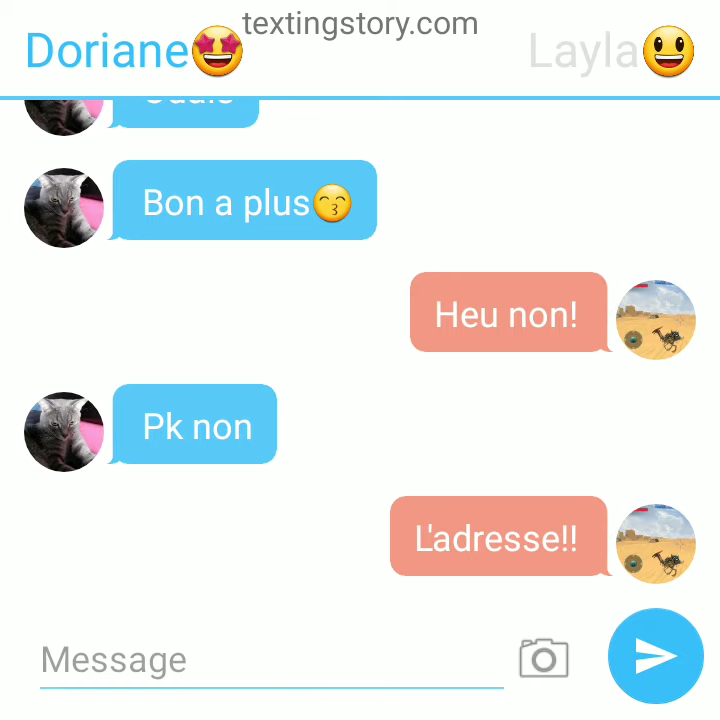 textingstory.com
Doriane🤩 Layla😃
Bon a plus😙
Heu non!
Pk non
L'adresse!!
Message